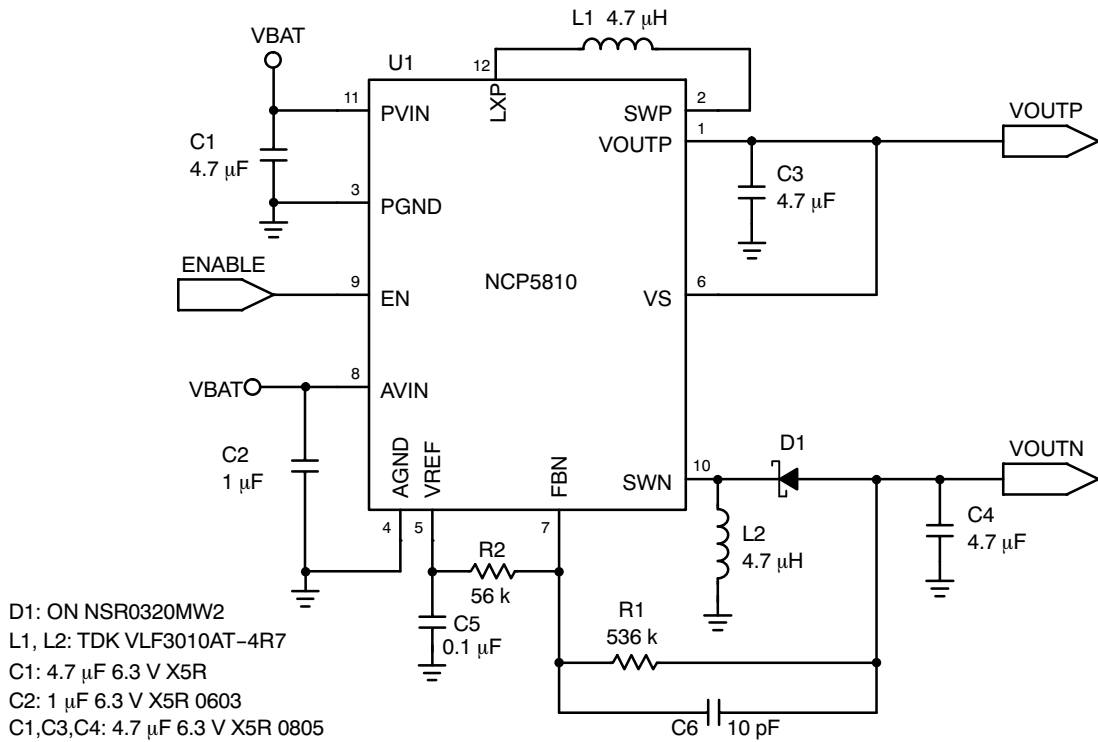 L1 4.7 µH
VBAT
U1
12
LXP
11
PVIN
SWP
2
VOUTP
1
VOUTP
C1
4.7 µF
C3
4.7 µF
3
PGND
ENABLE
9
EN
NCP5810
VS
6
VBAT
8
AVIN
C2
1 µF
AGND
VREF
FBN
SWN
10
D1
VOUTN
4
5
7
R2
56 k
L2
4.7 µH
C4
4.7 µF
C5
0.1 µF
R1
536 k
C6
10 pF
D1: ON NSR0320MW2
L1, L2: TDK VLF3010AT−4R7
C1: 4.7 µF 6.3 V X5R
C2: 1 µF 6.3 V X5R 0603
C1,C3,C4: 4.7 µF 6.3 V X5R 0805